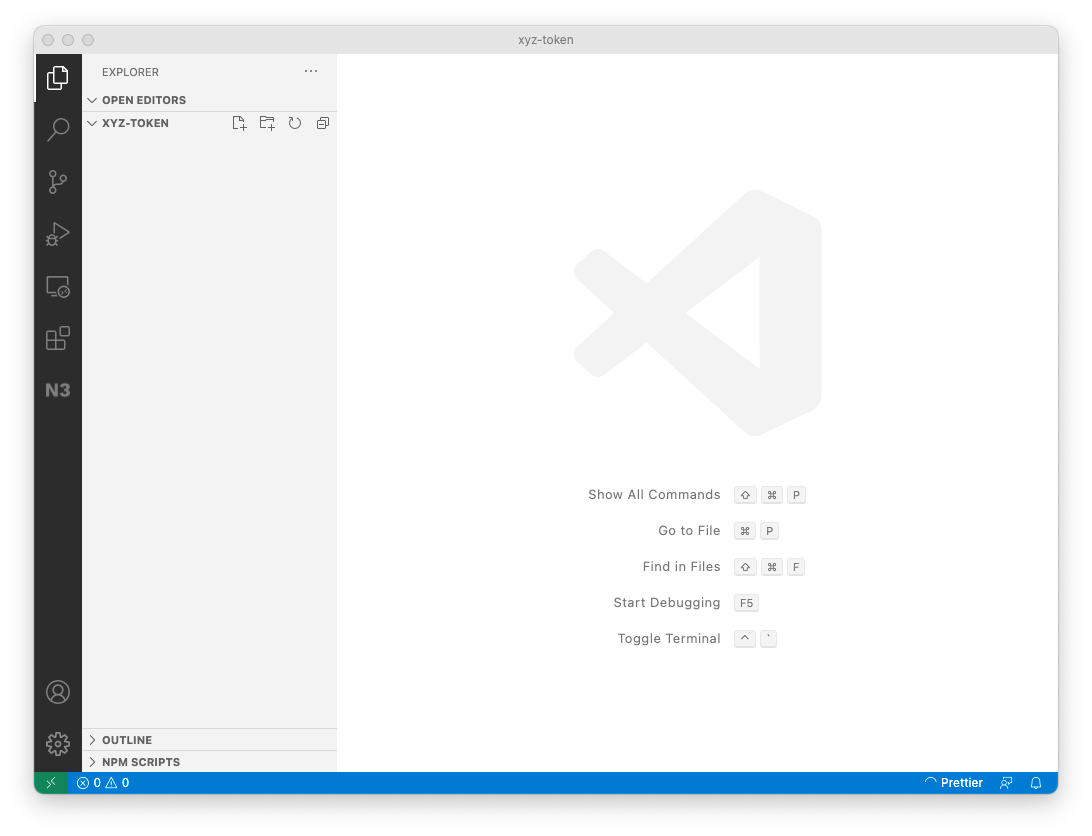 xyz-token
EXPLORER
OPEN EDITORS
XYZ-TOKEN
N3
Show All Commands ⇧ ⌘ P
Go to File ⌘ P
Find in Files ⇧ ⌘ F
Start Debugging F5
Toggle Terminal ^ `
OUTLINE
NPM SCRIPTS
0 0 Prettier